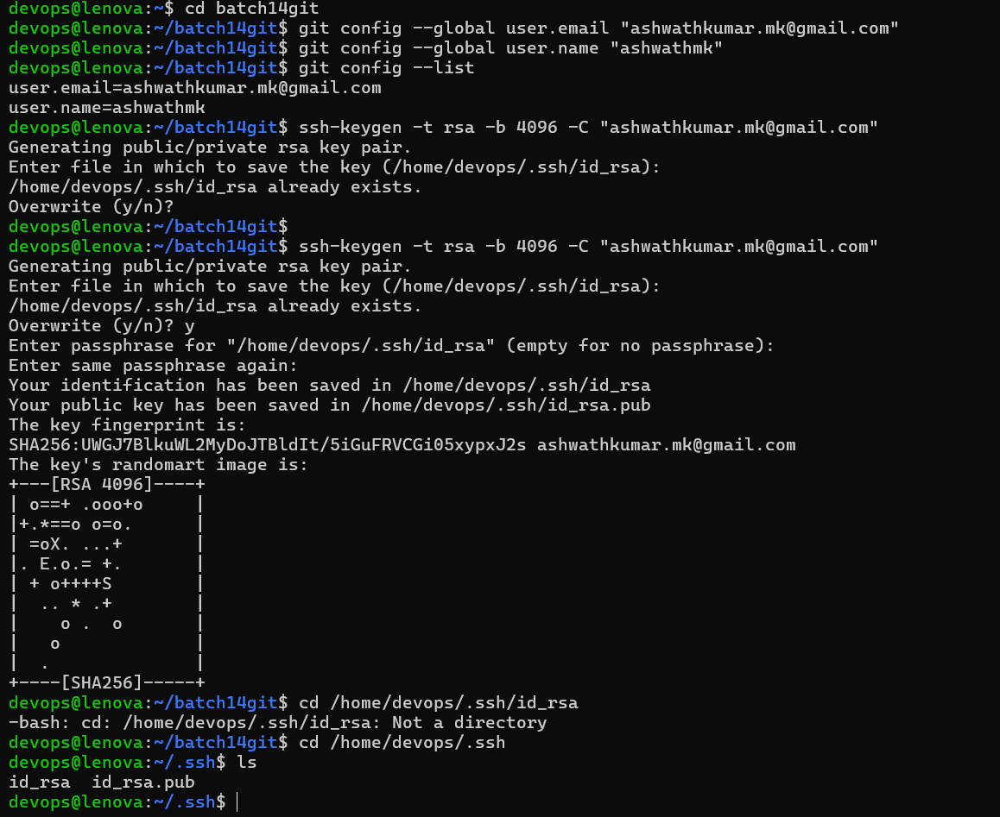 devops@lenova:~$ cd batch14git
devops@lenova:~/batch14git$ git config --global user.email "ashwathkumar.mk@gmail.com"
devops@lenova:~/batch14git$ git config --global user.name "ashwathmk"
devops@lenova:~/batch14git$ git config --list
user.email=ashwathkumar.mk@gmail.com
user.name=ashwathmk
devops@lenova:~/batch14git$ ssh-keygen -t rsa -b 4096 -C "ashwathkumar.mk@gmail.com"
Generating public/private rsa key pair.
Enter file in which to save the key (/home/devops/.ssh/id_rsa):
/home/devops/.ssh/id_rsa already exists.
Overwrite (y/n)?
devops@lenova:~/batch14git$
devops@lenova:~/batch14git$ ssh-keygen -t rsa -b 4096 -C "ashwathkumar.mk@gmail.com"
Generating public/private rsa key pair.
Enter file in which to save the key (/home/devops/.ssh/id_rsa):
/home/devops/.ssh/id_rsa already exists.
Overwrite (y/n)? y
Enter passphrase for "/home/devops/.ssh/id_rsa" (empty for no passphrase):
Enter same passphrase again:
Your identification has been saved in /home/devops/.ssh/id_rsa
Your public key has been saved in /home/devops/.ssh/id_rsa.pub
The key fingerprint is:
SHA256:UWGJ7BlkuWL2MyDoJTBldIt/5iGuFRVCGi05xypxJ2s ashwathkumar.mk@gmail.com
The key's randomart image is:
+---[RSA 4096]----+
| o==+ .ooo+o     |
|+.*==o o=o.      |
| =oX. ...+       |
|. E.o.= +.       |
| + o++++S        |
|  .. * .+        |
|    o .  o       |
|   o             |
|  .              |
+----[SHA256]-----+
devops@lenova:~/batch14git$ cd /home/devops/.ssh/id_rsa
-bash: cd: /home/devops/.ssh/id_rsa: Not a directory
devops@lenova:~/batch14git$ cd /home/devops/.ssh
devops@lenova:~/.ssh$ ls
id_rsa  id_rsa.pub
devops@lenova:~/.ssh$